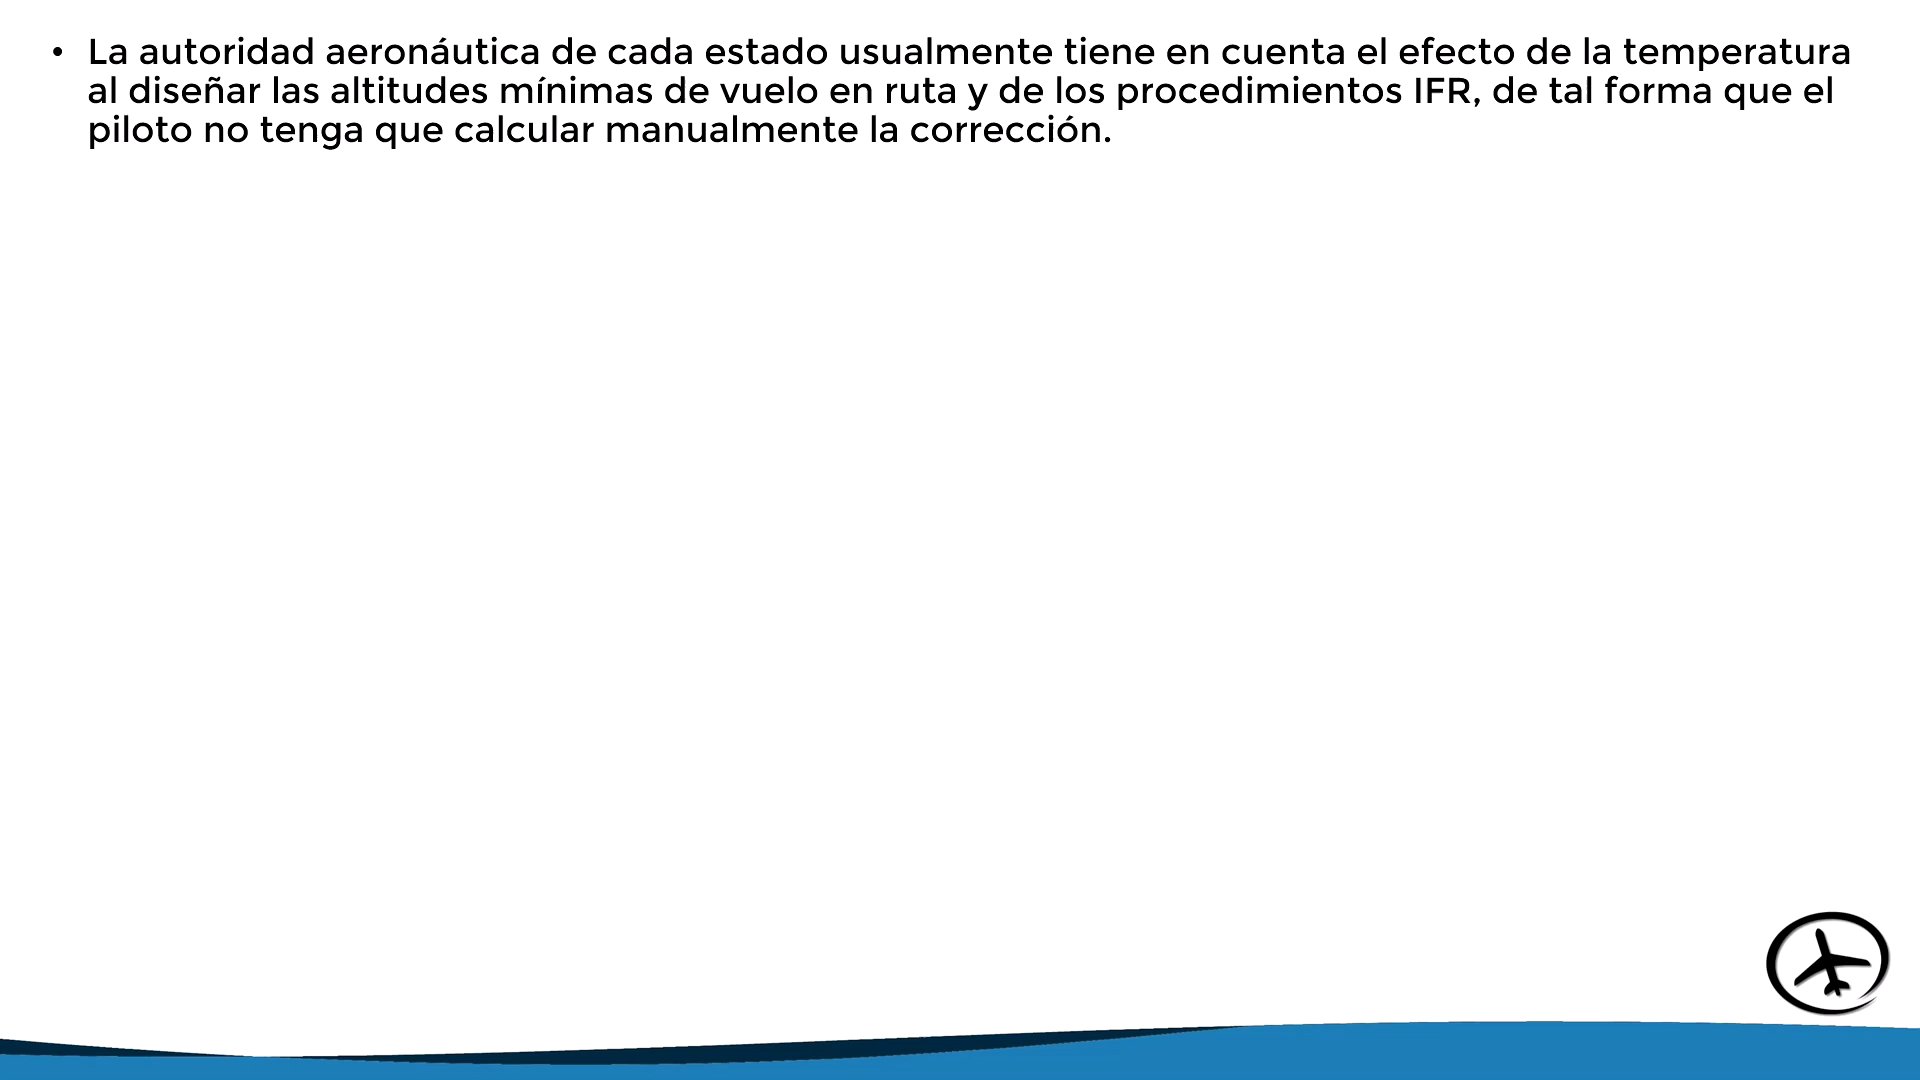 • La autoridad aeronáutica de cada estado usualmente tiene en cuenta el efecto de la temperatura
al diseñar las altitudes mínimas de vuelo en ruta y de los procedimientos IFR, de tal forma que el
piloto no tenga que calcular manualmente la corrección.